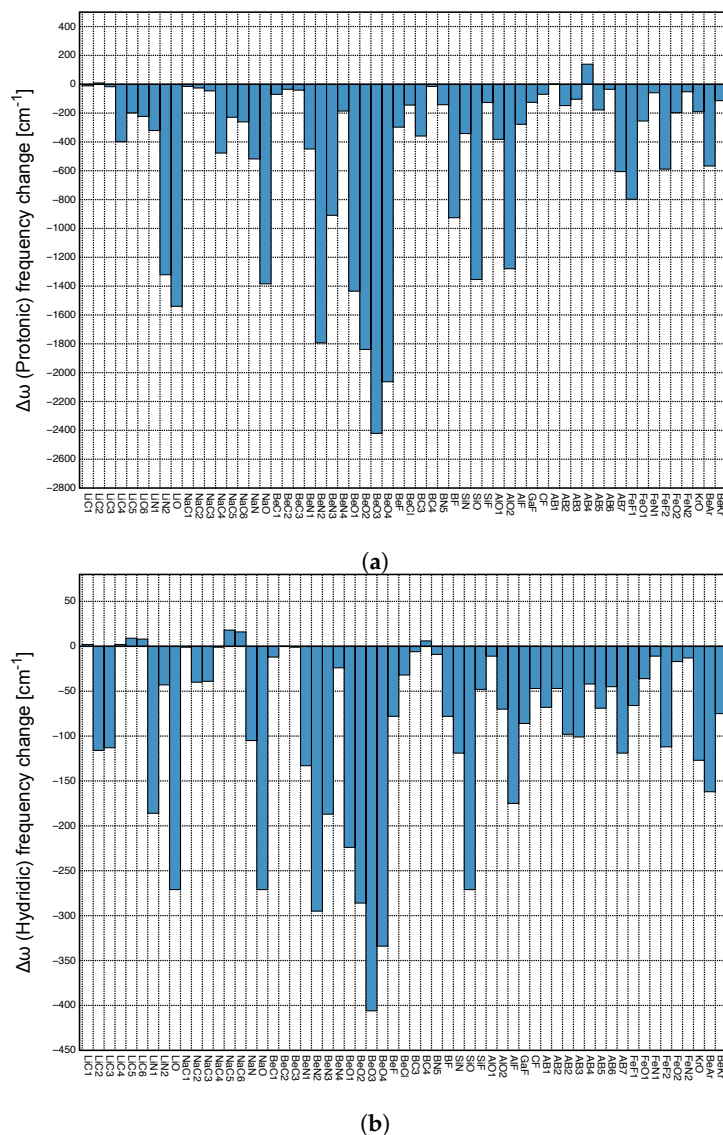 Δω (Protonic) frequency change [cm⁻¹]
400
200
0
−200
−400
−600
−800
−1000
−1200
−1400
−1600
−1800
−2000
−2200
−2400
−2600
−2800
LiC1
LiC2
LiC3
LiC4
LiC5
LiC6
LiN1
LiN2
LiO
NaC1
NaC2
NaC3
NaC4
NaC5
NaC6
NaN
NaO
BeC1
BeC2
BeC3
BeN1
BeN2
BeN3
BeN4
BeO1
BeO2
BeO3
BeO4
BeF
BeCl
BC3
BC4
BN5
BF
SiN
SiO
SiF
AlO1
AlO2
AlF
GaF
CF
AB1
AB2
AB3
AB4
AB5
AB6
AB7
FeF1
FeO1
FeN1
FeF2
FeO2
FeN2
KrO
BeAr
BeKr
(a)
Δω (Hydridic) frequency change [cm⁻¹]
50
0
−50
−100
−150
−200
−250
−300
−350
−400
−450
LiC1
LiC2
LiC3
LiC4
LiC5
LiC6
LiN1
LiN2
LiO
NaC1
NaC2
NaC3
NaC4
NaC5
NaC6
NaN
NaO
BeC1
BeC2
BeC3
BeN1
BeN2
BeN3
BeN4
BeO1
BeO2
BeO3
BeO4
BeF
BeCl
BC3
BC4
BN5
BF
SiN
SiO
SiF
AlO1
AlO2
AlF
GaF
CF
AB1
AB2
AB2
AB3
AB4
AB5
AB6
AB7
FeF1
FeO1
FeN1
FeF2
FeO2
FeN2
KrO
BeAr
BeKr
(b)